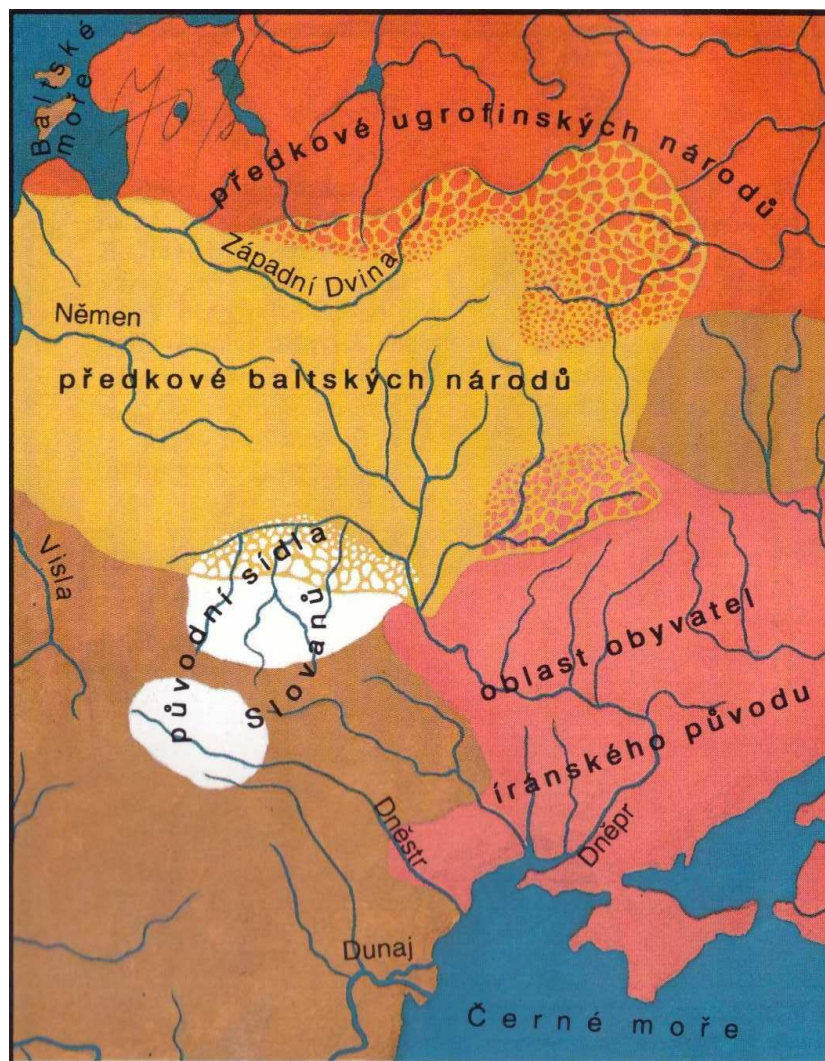 Baltské
moře
předkové ugrofinských národů
Západní Dvina
Němen
předkové baltských národů
Visla
původní sídla
Slovanů
oblast obyvatel
íránského původu
Dněstr
Dněpr
Dunaj
Černé moře